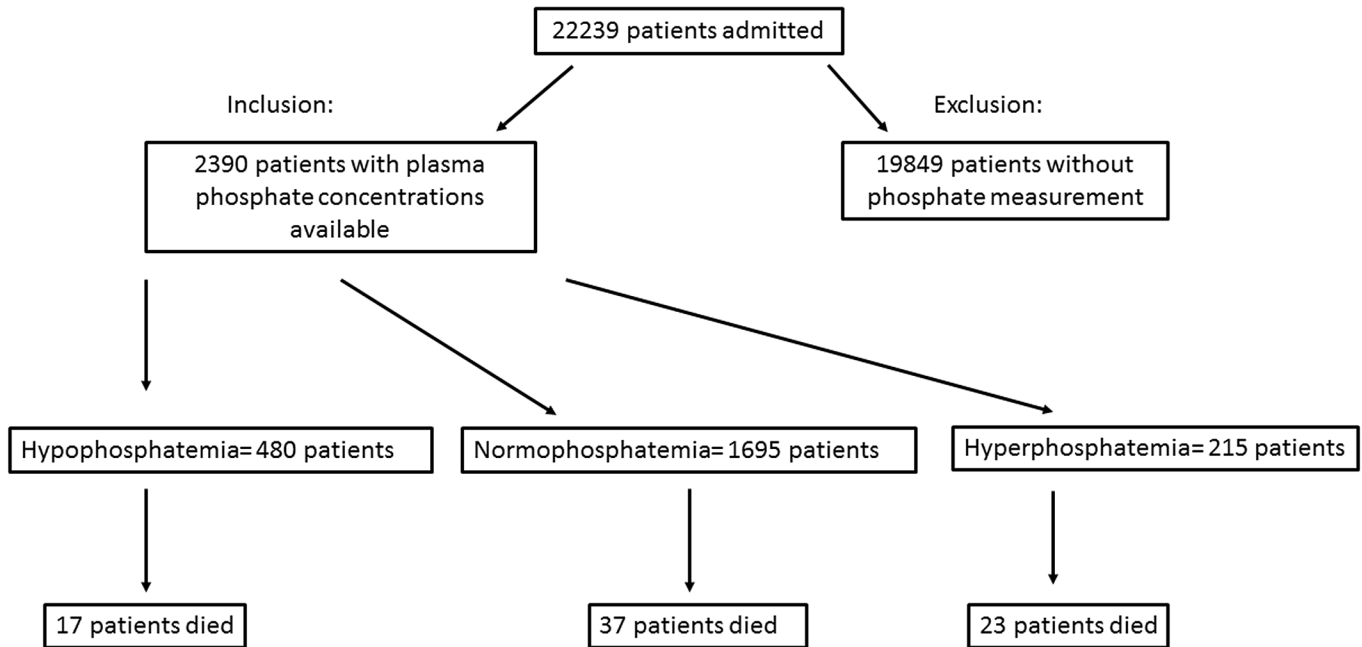 22239 patients admitted
Inclusion:
Exclusion:
2390 patients with plasma
phosphate concentrations
available
19849 patients without
phosphate measurement
Hypophosphatemia= 480 patients
Normophosphatemia= 1695 patients
Hyperphosphatemia= 215 patients
17 patients died
37 patients died
23 patients died